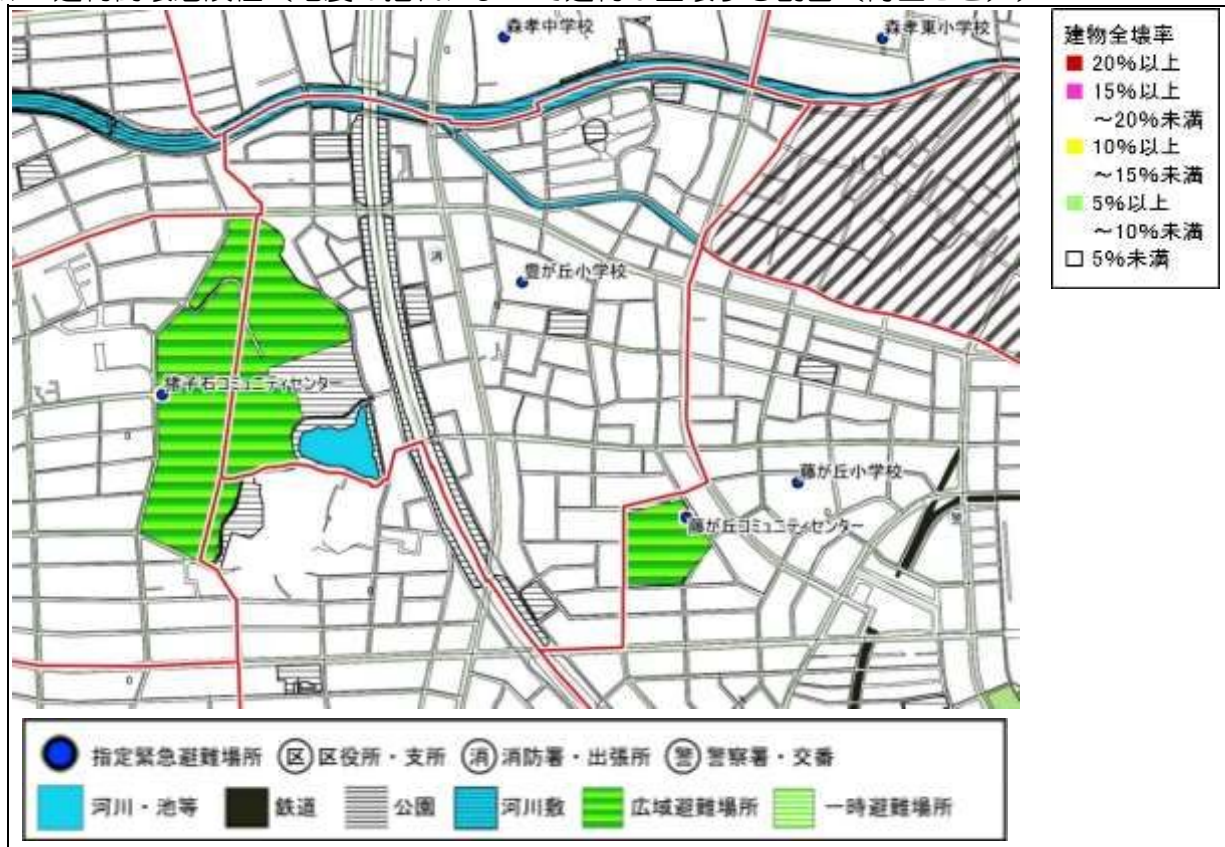 森孝中学校
森孝東小学校
消
豊が丘小学校
猪子石コミュニティセンター
藤が丘小学校
藤が丘コミュニティセンター
警
建物全壊率
20%以上
15%以上
~20%未満
10%以上
~15%未満
5%以上
~10%未満
5%未満
指定緊急避難場所 区 区役所・支所 消 消防署・出張所 警 警察署・交番
河川・池等 鉄道 公園 河川敷 広域避難場所 一時避難場所